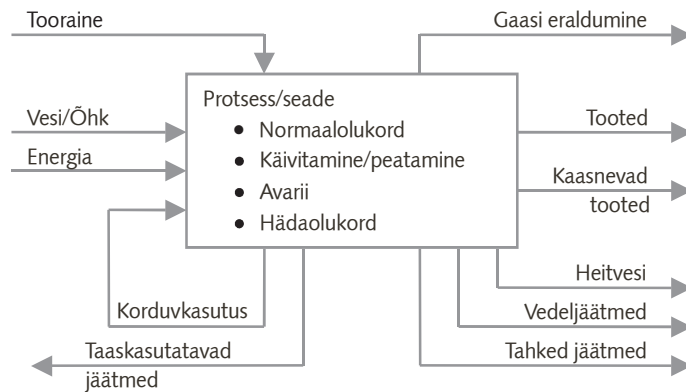 Tooraine
Gaasi eraldumine
Protsess/seade
Vesi/Õhk
Normaalolukord
Tooted
Energia
Käivitamine/peatamine
Kaasnevad
tooted
Avarii
Hädaolukord
Heitvesi
Korduvkasutus
Vedeljäätmed
Taaskasutatavad
jäätmed
Tahked jäätmed